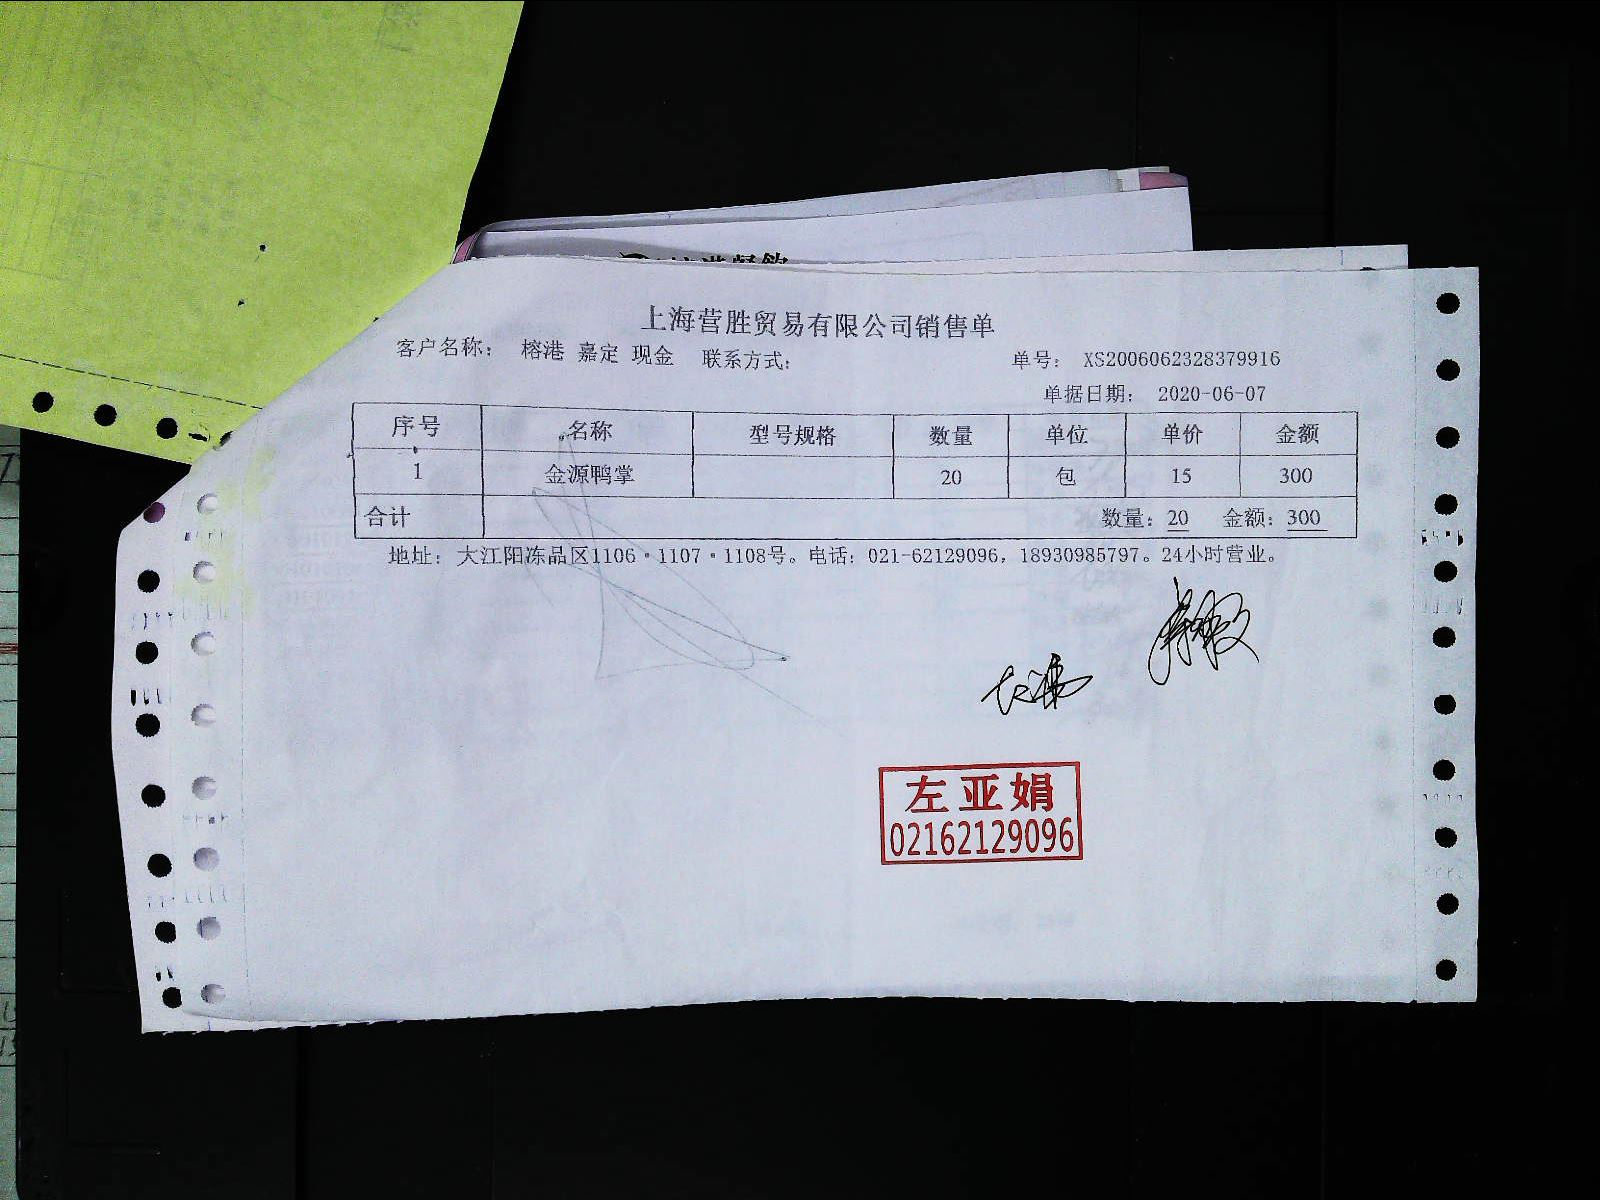 上海营胜贸易有限公司销售单
客户名称： 榕港 嘉定 现金 联系方式： 单号： XS2006062328379916
单据日期： 2020-06-07
序号 名称 型号规格 数量 单位 单价 金额
1 金源鸭掌 20 包 15 300
合计 数量：20 金额：300
地址：大江阳冻品区1106·1107·1108号。电话：021-62129096，18930985797。24小时营业。
左亚娟
02162129096